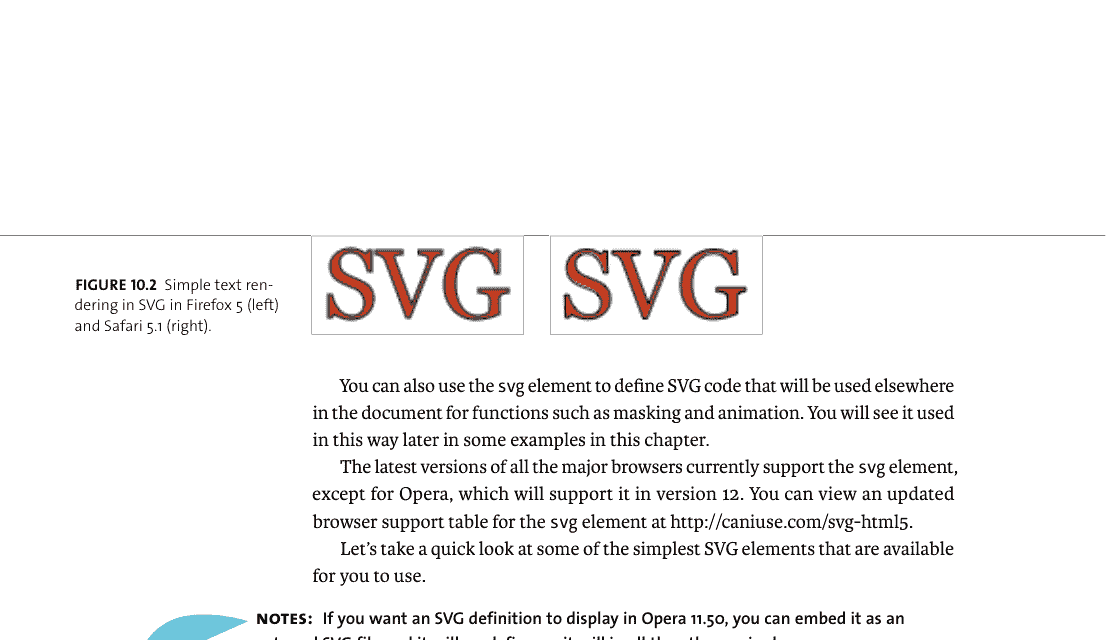 SVG SVG
FIGURE 10.2 Simple text ren-
dering in SVG in Firefox 5 (left)
and Safari 5.1 (right).
You can also use the svg element to define SVG code that will be used elsewhere
in the document for functions such as masking and animation. You will see it used
in this way later in some examples in this chapter.
The latest versions of all the major browsers currently support the svg element,
except for Opera, which will support it in version 12. You can view an updated
browser support table for the svg element at http://caniuse.com/svg-html5.
Let's take a quick look at some of the simplest SVG elements that are available
for you to use.
NOTES: If you want an SVG definition to display in Opera 11.50, you can embed it as an